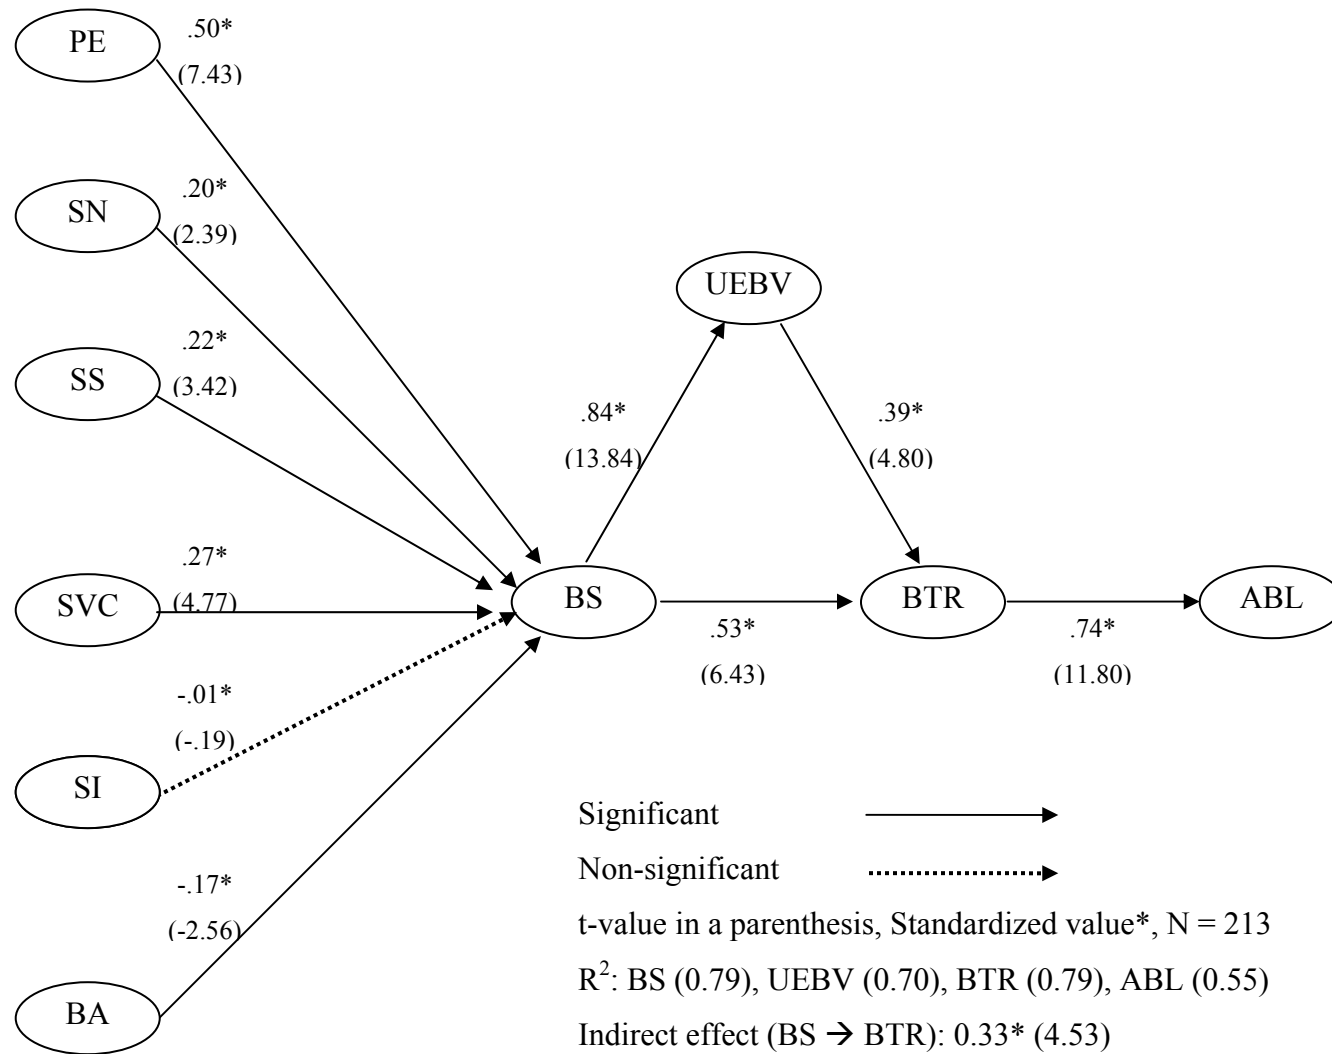 PE
.50*
(7.43)
SN
.20*
(2.39)
SS
.22*
(3.42)
UEBV
.84*
(13.84)
.39*
(4.80)
SVC
.27*
(4.77)
BS
BTR
ABL
.53*
(6.43)
.74*
(11.80)
SI
-.01*
(-.19)
BA
-.17*
(-2.56)
Significant
Non-significant
t-value in a parenthesis, Standardized value*, N = 213
R²: BS (0.79), UEBV (0.70), BTR (0.79), ABL (0.55)
Indirect effect (BS → BTR): 0.33* (4.53)